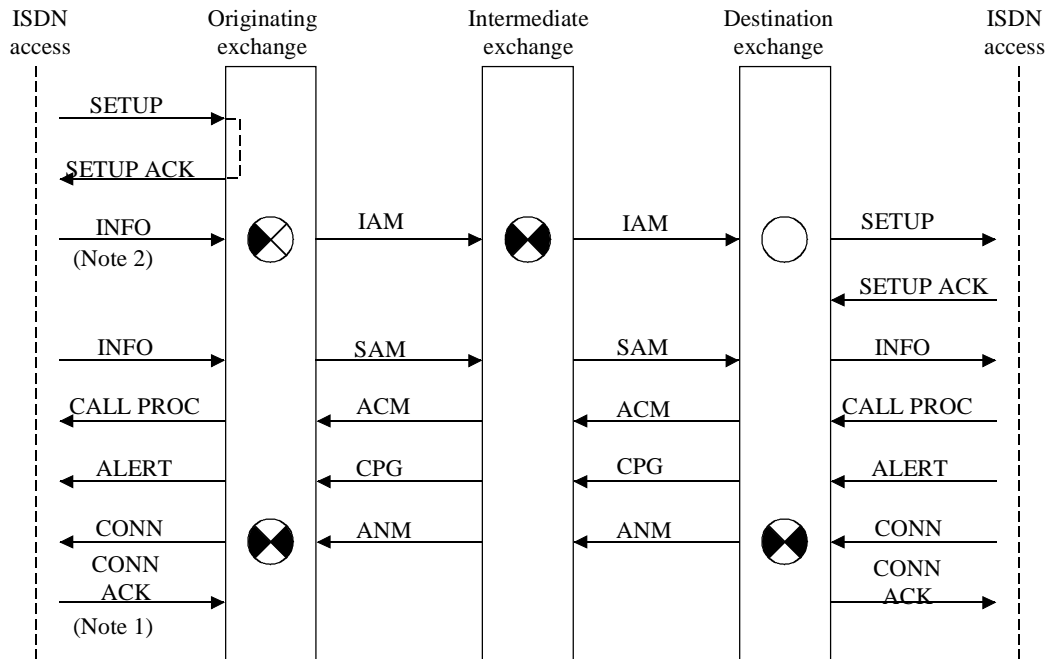 ISDN access
Originating exchange
Intermediate exchange
Destination exchange
ISDN access
SETUP
SETUP ACK
INFO
(Note 2)
IAM
IAM
SETUP
SETUP ACK
INFO
SAM
SAM
INFO
CALL PROC
ACM
ACM
CALL PROC
ALERT
CPG
CPG
ALERT
CONN
ANM
ANM
CONN
CONN
ACK
(Note 1)
CONN
ACK